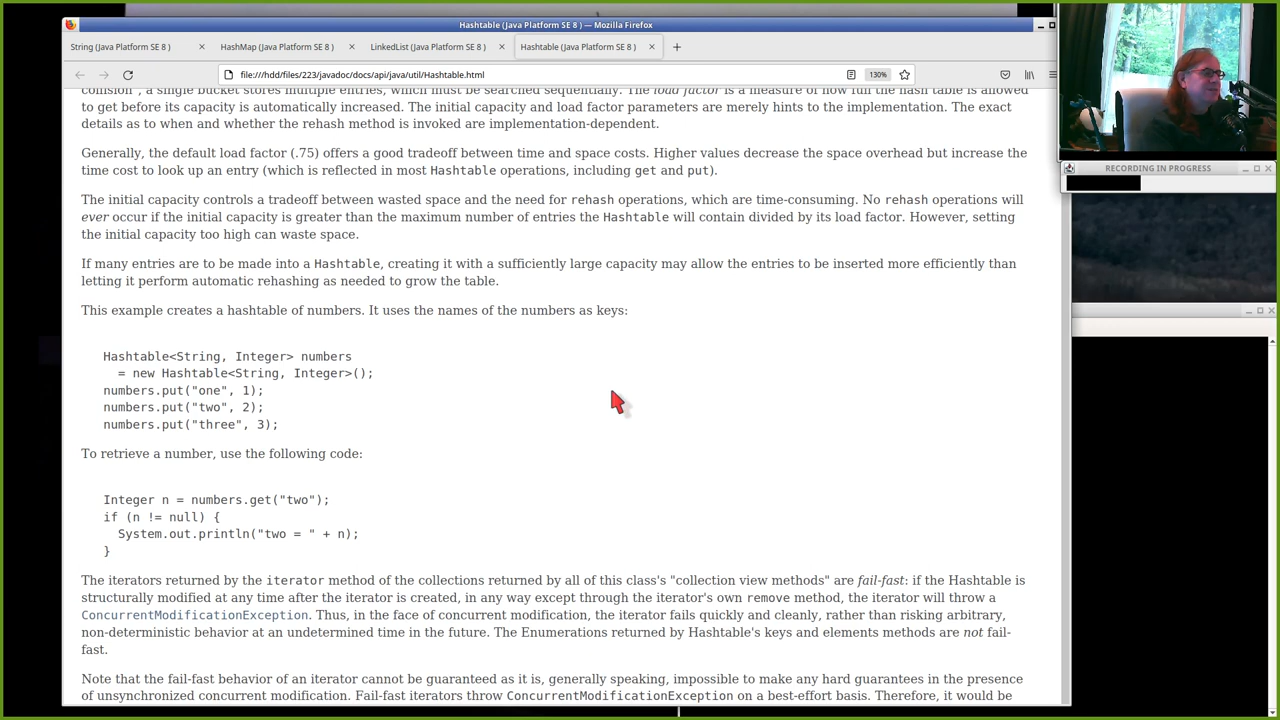 Hashtable (Java Platform SE 8 ) — Mozilla Firefox
String (Java Platform SE 8 )
HashMap (Java Platform SE 8 )
LinkedList (Java Platform SE 8 )
Hashtable (Java Platform SE 8 )
file:///hdd/files/223/javadoc/docs/api/java/util/Hashtable.html
130%
RECORDING IN PROGRESS
collision", a single bucket stores multiple entries, which must be searched sequentially. The load factor is a measure of how full the hash table is allowed
to get before its capacity is automatically increased. The initial capacity and load factor parameters are merely hints to the implementation. The exact
details as to when and whether the rehash method is invoked are implementation-dependent.
Generally, the default load factor (.75) offers a good tradeoff between time and space costs. Higher values decrease the space overhead but increase the
time cost to look up an entry (which is reflected in most Hashtable operations, including get and put).
The initial capacity controls a tradeoff between wasted space and the need for rehash operations, which are time-consuming. No rehash operations will
ever occur if the initial capacity is greater than the maximum number of entries the Hashtable will contain divided by its load factor. However, setting
the initial capacity too high can waste space.
If many entries are to be made into a Hashtable, creating it with a sufficiently large capacity may allow the entries to be inserted more efficiently than
letting it perform automatic rehashing as needed to grow the table.
This example creates a hashtable of numbers. It uses the names of the numbers as keys:
Hashtable<String, Integer> numbers
= new Hashtable<String, Integer>();
numbers.put("one", 1);
numbers.put("two", 2);
numbers.put("three", 3);
To retrieve a number, use the following code:
Integer n = numbers.get("two");
if (n != null) {
System.out.println("two = " + n);
}
The iterators returned by the iterator method of the collections returned by all of this class's "collection view methods" are fail-fast: if the Hashtable is
structurally modified at any time after the iterator is created, in any way except through the iterator's own remove method, the iterator will throw a
ConcurrentModificationException. Thus, in the face of concurrent modification, the iterator fails quickly and cleanly, rather than risking arbitrary,
non-deterministic behavior at an undetermined time in the future. The Enumerations returned by Hashtable's keys and elements methods are not fail-
fast.
Note that the fail-fast behavior of an iterator cannot be guaranteed as it is, generally speaking, impossible to make any hard guarantees in the presence
of unsynchronized concurrent modification. Fail-fast iterators throw ConcurrentModificationException on a best-effort basis. Therefore, it would be